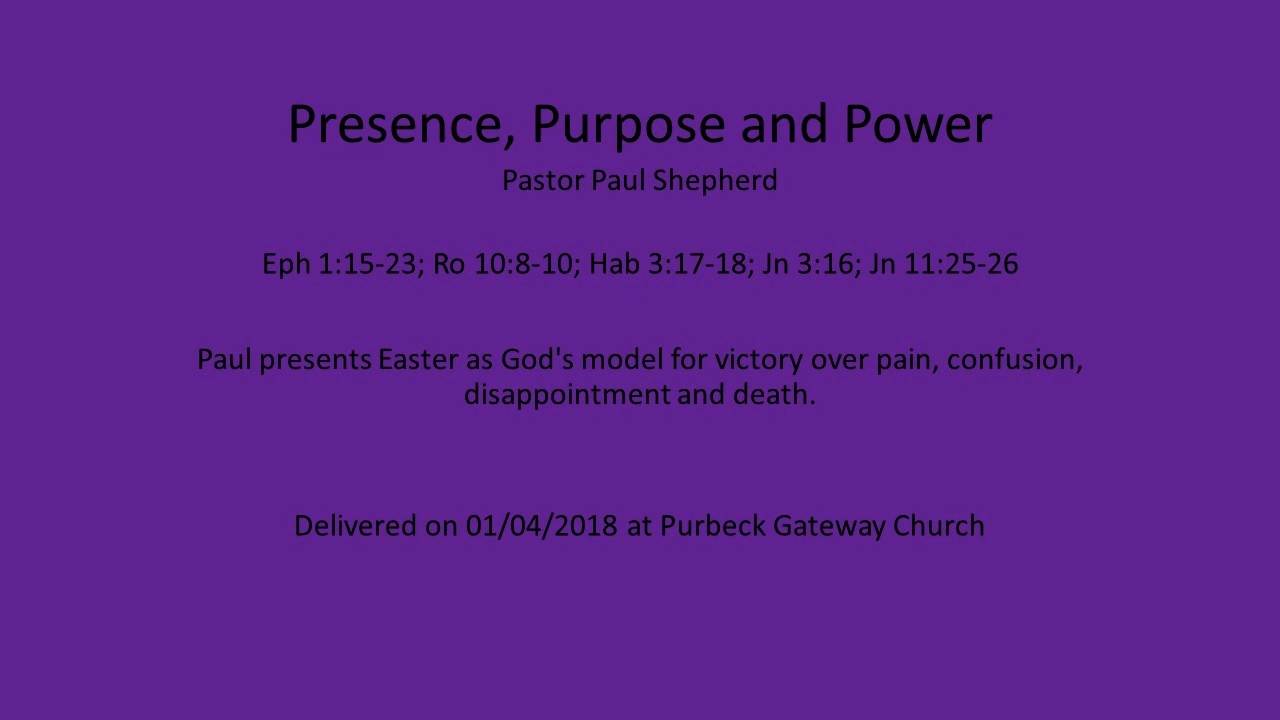 Presence, Purpose and Power
Pastor Paul Shepherd
Eph 1:15-23; Ro 10:8-10; Hab 3:17-18; Jn 3:16; Jn 11:25-26
Paul presents Easter as God's model for victory over pain, confusion,
disappointment and death.
Delivered on 01/04/2018 at Purbeck Gateway Church